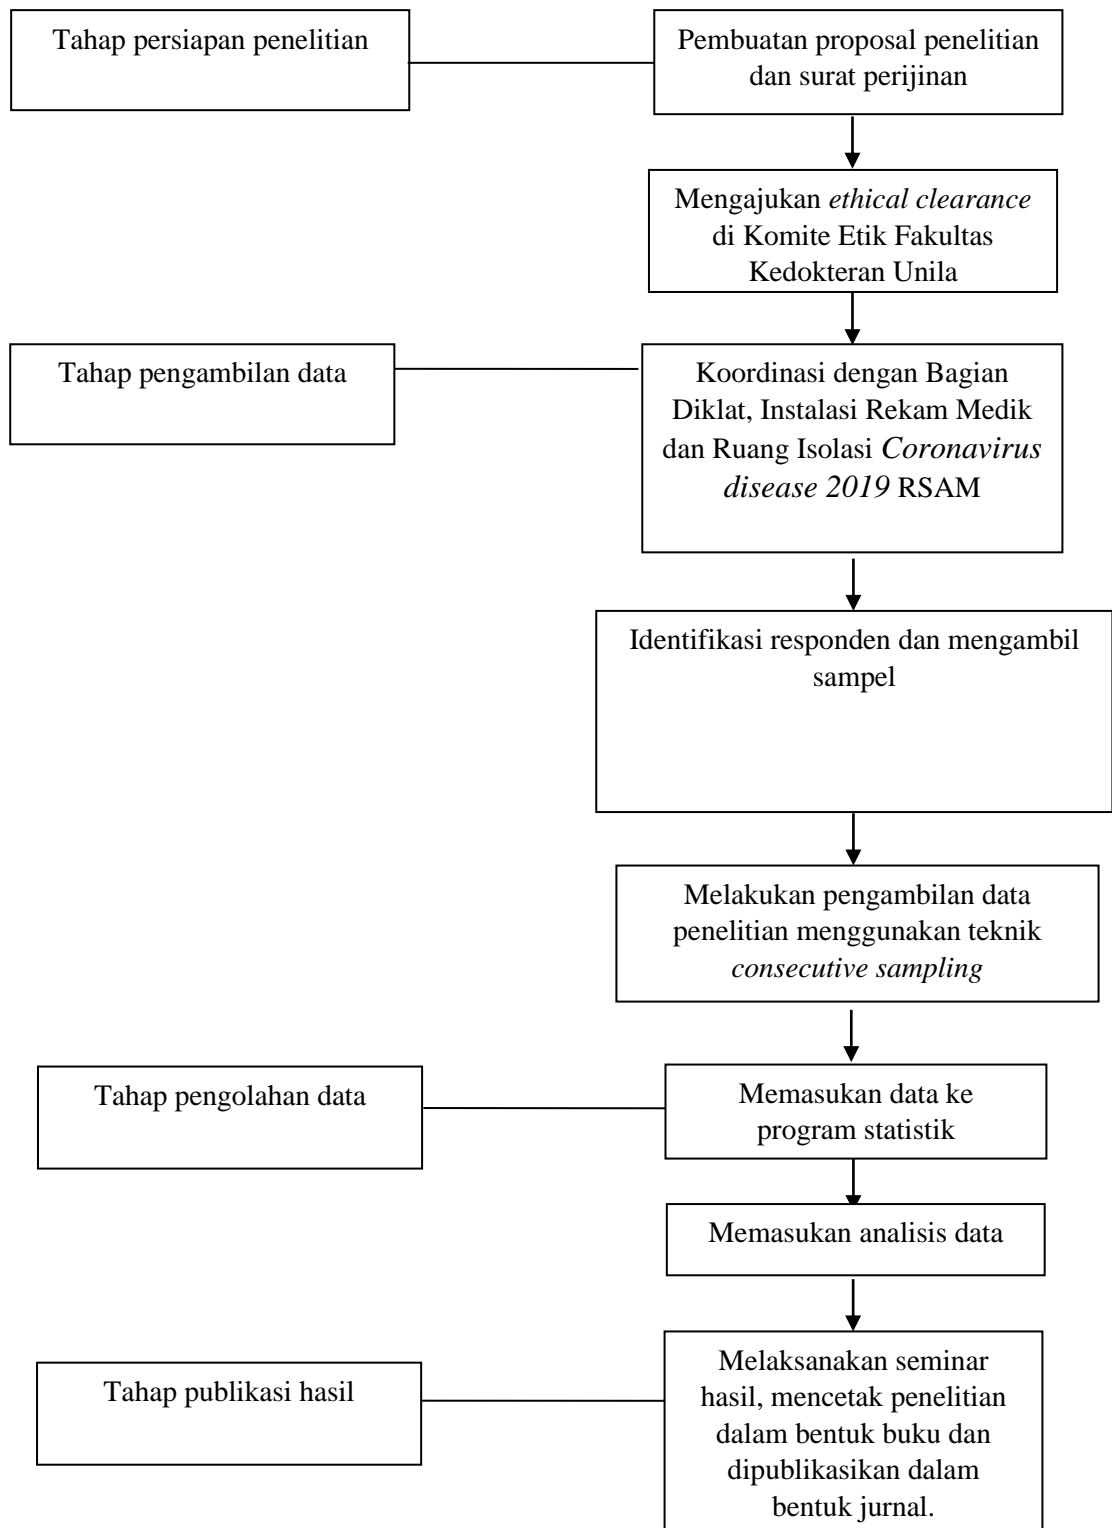 Tahap persiapan penelitian
Pembuatan proposal penelitian
dan surat perijinan
Mengajukan ethical clearance
di Komite Etik Fakultas
Kedokteran Unila
Tahap pengambilan data
Koordinasi dengan Bagian
Diklat, Instalasi Rekam Medik
dan Ruang Isolasi Coronavirus
disease 2019 RSAM
Identifikasi responden dan mengambil
sampel
Melakukan pengambilan data
penelitian menggunakan teknik
consecutive sampling
Tahap pengolahan data
Memasukan data ke
program statistik
Memasukan analisis data
Tahap publikasi hasil
Melaksanakan seminar
hasil, mencetak penelitian
dalam bentuk buku dan
dipublikasikan dalam
bentuk jurnal.